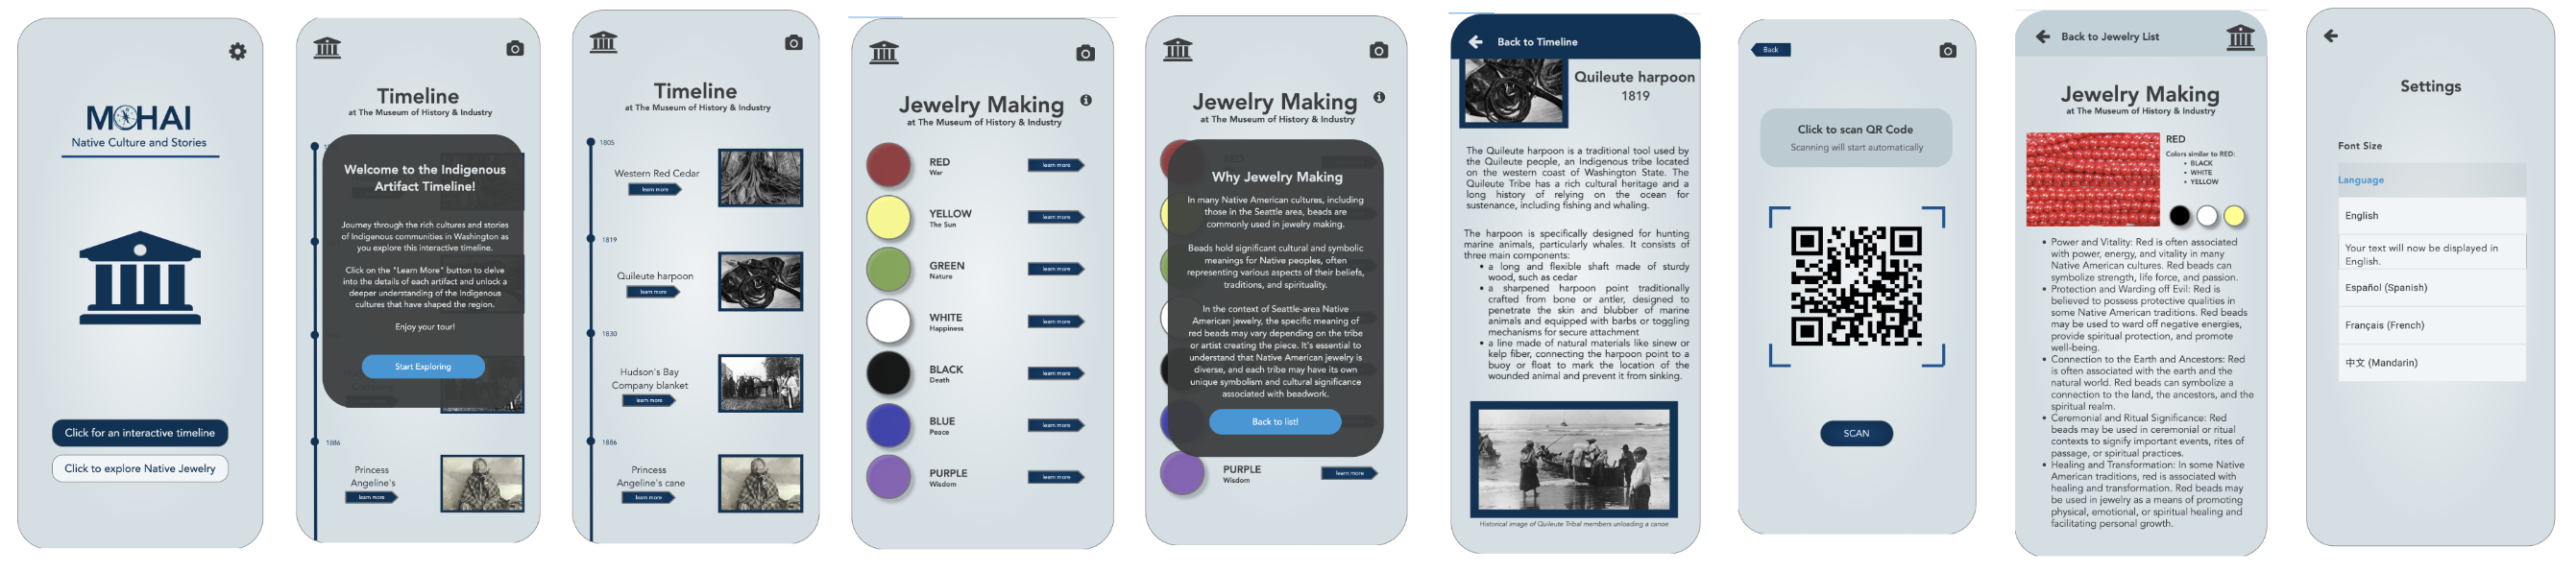 MOHAI
Native Culture and Stories
Click for an interactive timeline
Click to explore Native Jewelry
Timeline
at The Museum of History & Industry
Welcome to the Indigenous
Artifact Timeline!
Journey through the rich cultures and stories
of Indigenous communities in Washington as
you explore this interactive timeline.
Click on the "Learn More" button to delve
into the details of each artifact and unlock a
deeper understanding of the Indigenous
cultures that have shaped the region.
Enjoy your tour!
Start Exploring
1886
Princess
Angeline's
learn more
Timeline
at The Museum of History & Industry
1805
Western Red Cedar
learn more
1819
Quileute harpoon
learn more
1830
Hudson's Bay
Company blanket
learn more
1886
Princess
Angeline's cane
learn more
Jewelry Making
at The Museum of History & Industry
RED
War
learn more
YELLOW
The Sun
learn more
GREEN
Nature
learn more
WHITE
Happiness
learn more
BLACK
Death
learn more
BLUE
Peace
learn more
PURPLE
Wisdom
learn more
Jewelry Making
at The Museum of History & Industry
Why Jewelry Making
In many Native American cultures, including
those in the Seattle area, beads are
commonly used in jewelry making.
Beads hold significant cultural and symbolic
meanings for Native peoples, often
representing various aspects of their beliefs,
traditions, and spirituality.
In the context of Seattle-area Native
American jewelry, the specific meaning of
red beads may vary depending on the tribe
or artist creating the piece. It's essential to
understand that Native American jewelry is
diverse, and each tribe may have its own
unique symbolism and cultural significance
associated with beadwork.
Back to list!
PURPLE
Wisdom
learn more
Back to Timeline
Quileute harpoon
1819
The Quileute harpoon is a traditional tool used by
the Quileute people, an Indigenous tribe located
on the western coast of Washington State. The
Quileute Tribe has a rich cultural heritage and a
long history of relying on the ocean for
sustenance, including fishing and whaling.
The harpoon is specifically designed for hunting
marine animals, particularly whales. It consists of
three main components:
• a long and flexible shaft made of sturdy
wood, such as cedar
• a sharpened harpoon point traditionally
crafted from bone or antler, designed to
penetrate the skin and blubber of marine
animals and equipped with barbs or toggling
mechanisms for secure attachment
• a line made of natural materials like sinew or
kelp fiber, connecting the harpoon point to a
buoy or float to mark the location of the
wounded animal and prevent it from sinking.
Historical image of Quileute Tribal members unloading a canoe
Back
Click to scan QR Code
Scanning will start automatically
SCAN
Back to Jewelry List
Jewelry Making
at The Museum of History & Industry
RED
Colors similar to RED:
• BLACK
• WHITE
• YELLOW
• Power and Vitality: Red is often associated
with power, energy, and vitality in many
Native American cultures. Red beads can
symbolize strength, life force, and passion.
• Protection and Warding off Evil: Red is
believed to possess protective qualities in
some Native American traditions. Red beads
may be used to ward off negative energies,
provide spiritual protection, and promote
well-being.
• Connection to the Earth and Ancestors: Red
is often associated with the earth and the
natural world. Red beads can symbolize a
connection to the land, the ancestors, and the
spiritual realm.
• Ceremonial and Ritual Significance: Red
beads may be used in ceremonial or ritual
contexts to signify important events, rites of
passage, or spiritual practices.
• Healing and Transformation: In some Native
American traditions, red is associated with
healing and transformation. Red beads may
be used in jewelry as a means of promoting
physical, emotional, or spiritual healing and
facilitating personal growth.
Settings
Font Size
Language
English
Your text will now be displayed in
English.
Español (Spanish)
Français (French)
中文 (Mandarin)